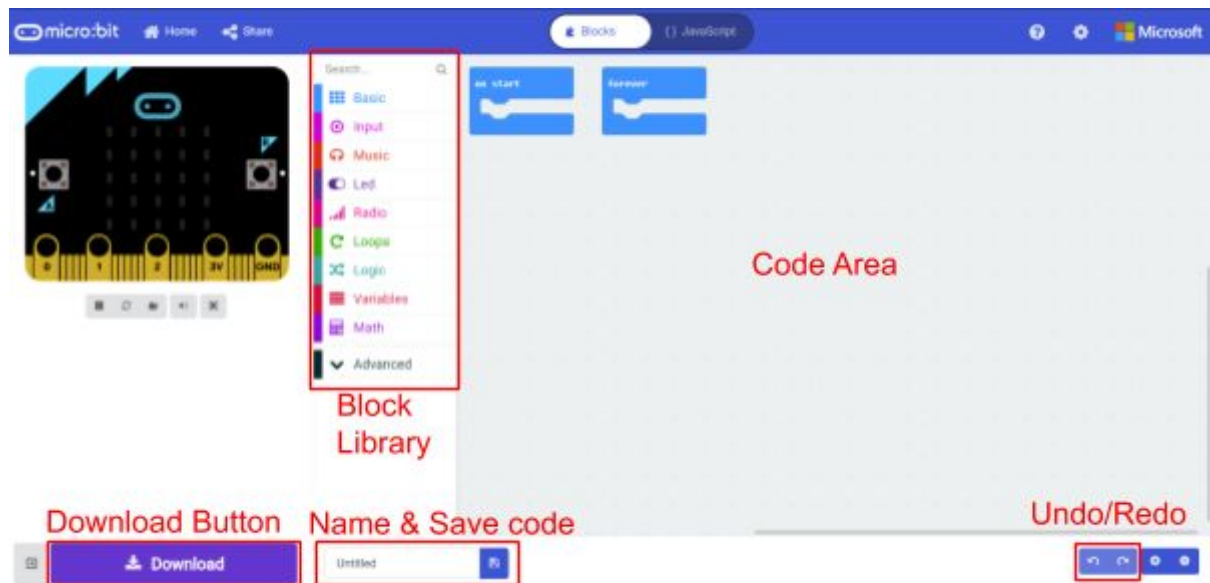 micro:bit Home Share Blocks {} JavaScript Microsoft
Search...
Basic
Input
Music
Led
Radio
Loops
Logic
Variables
Math
Advanced
on start
forever
B
A
0 1 2 3V GND
Code Area
Block
Library
Download Button
Name & Save code
Undo/Redo
Download
Untitled